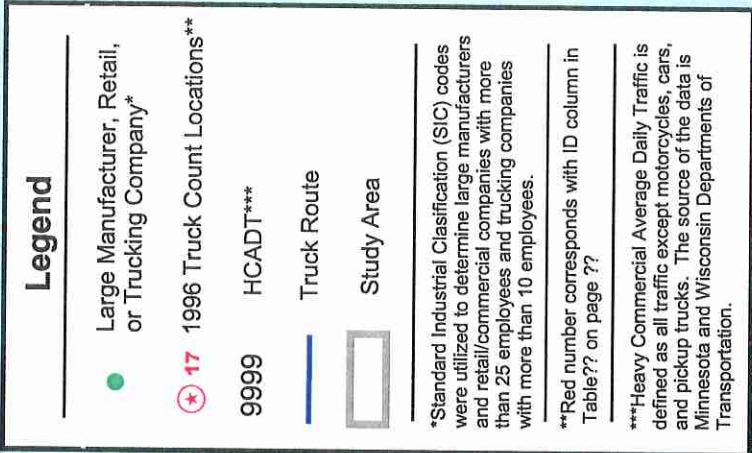 Legend
Large Manufacturer, Retail,
or Trucking Company*
17 1996 Truck Count Locations**
9999 HCADT***
Truck Route
Study Area
*Standard Industrial Clasification (SIC) codes
were utilized to determine large manufacturers
and retail/commercial companies with more
than 25 employees and trucking companies
with more than 10 employees.
**Red number corresponds with ID column in
Table?? on page ??
***Heavy Commercial Average Daily Traffic is
defined as all traffic except motorcycles, cars,
and pickup trucks. The source of the data is
Minnesota and Wisconsin Departments of
Transportation.